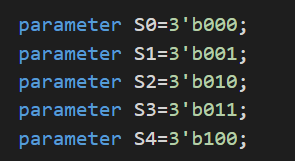 parameter S0=3'b000;
parameter S1=3'b001;
parameter S2=3'b010;
parameter S3=3'b011;
parameter S4=3'b100;